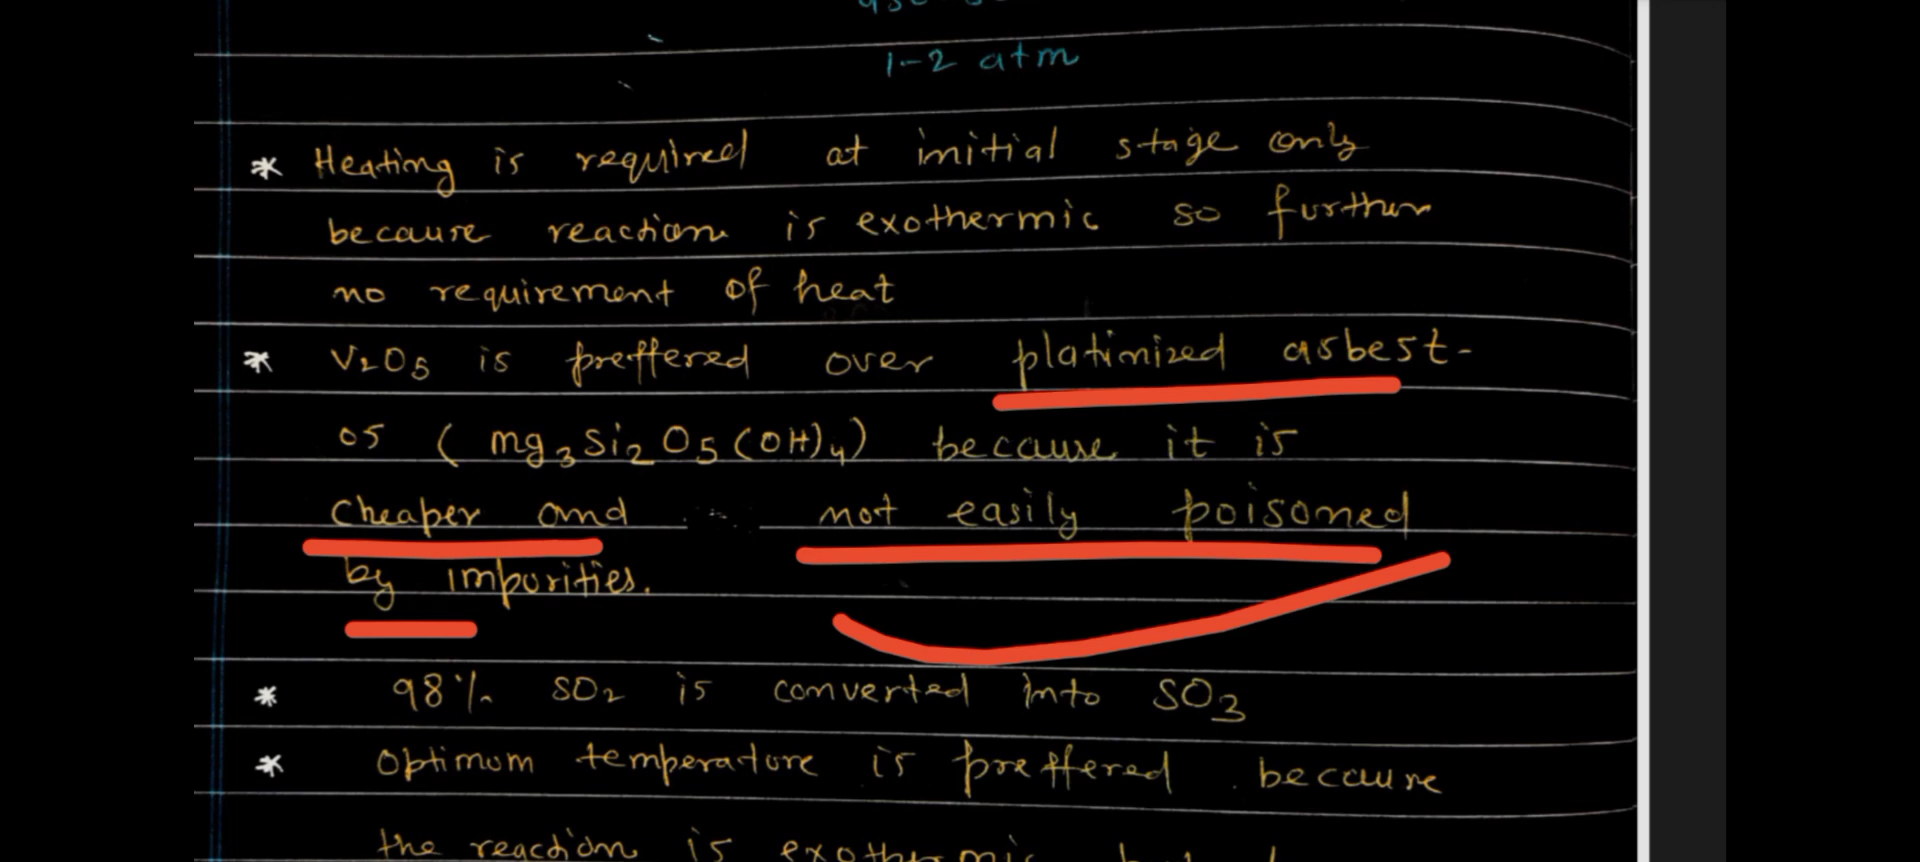 1-2 atm
* Heating is required at initial stage only
because reaction is exothermic so further
no requirement of heat
* V₂O₅ is preffered over platinized asbest-
os (mg₃Si₂O₅(OH)₄) because it is
cheaper and not easily poisoned
by impurities.
* 98% SO₂ is converted into SO₃
* Optimum temperature is preffered because
the reaction is exothermic